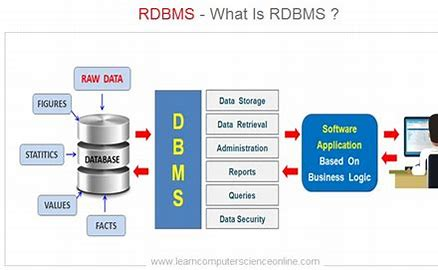 RDBMS - What Is RDBMS ?
RAW DATA
FIGURES
STATITICS
VALUES
FACTS
DATABASE
DBMS
Data Storage
Data Retrieval
Administration
Reports
Queries
Data Security
Software
Application
Based On
Business Logic
www.learncomputerscienceonline.com